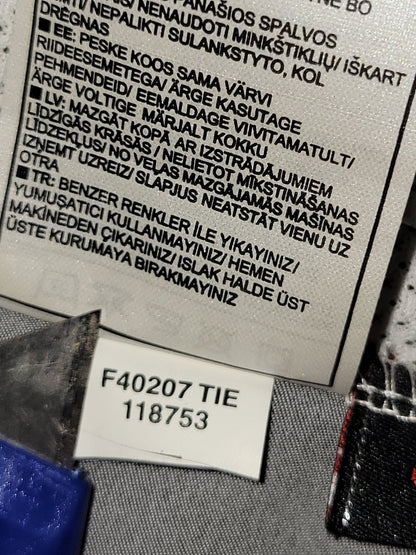 PANAŠIOS SPALVOS
NENAUDOTI MINKŠTIKLIŲ/ IŠKART
IMTI/ NEPALIKTI SULANKSTYTO, KOL
DRĖGNAS
■ EE: PESKE KOOS SAMA VÄRVI
RIIDEESEMETEGA/ ÄRGE KASUTAGE
PEHMENDEID/ EEMALDAGE VIIVITAMATULT/
ÄRGE VOLTIGE MÄRJALT KOKKU
■ LV: MAZGĀT KOPĀ AR IZSTRĀDĀJUMIEM
LĪDZĪGĀS KRĀSĀS/ NELIETOT MĪKSTINĀŠANAS
LĪDZEKĻUS/ NO VEĻAS MAZGĀJAMĀS MAŠĪNAS
IZŅEMT UZREIZ/ SLAPJUS NEATSTĀT VIENU UZ
OTRA
■ TR: BENZER RENKLER İLE YIKAYINIZ/
YUMUŞATICI KULLANMAYINIZ/ HEMEN
MAKİNEDEN ÇIKARINIZ/ ISLAK HALDE ÜST
ÜSTE KURUMAYA BIRAKMAYINIZ
F40207 TIE
118753